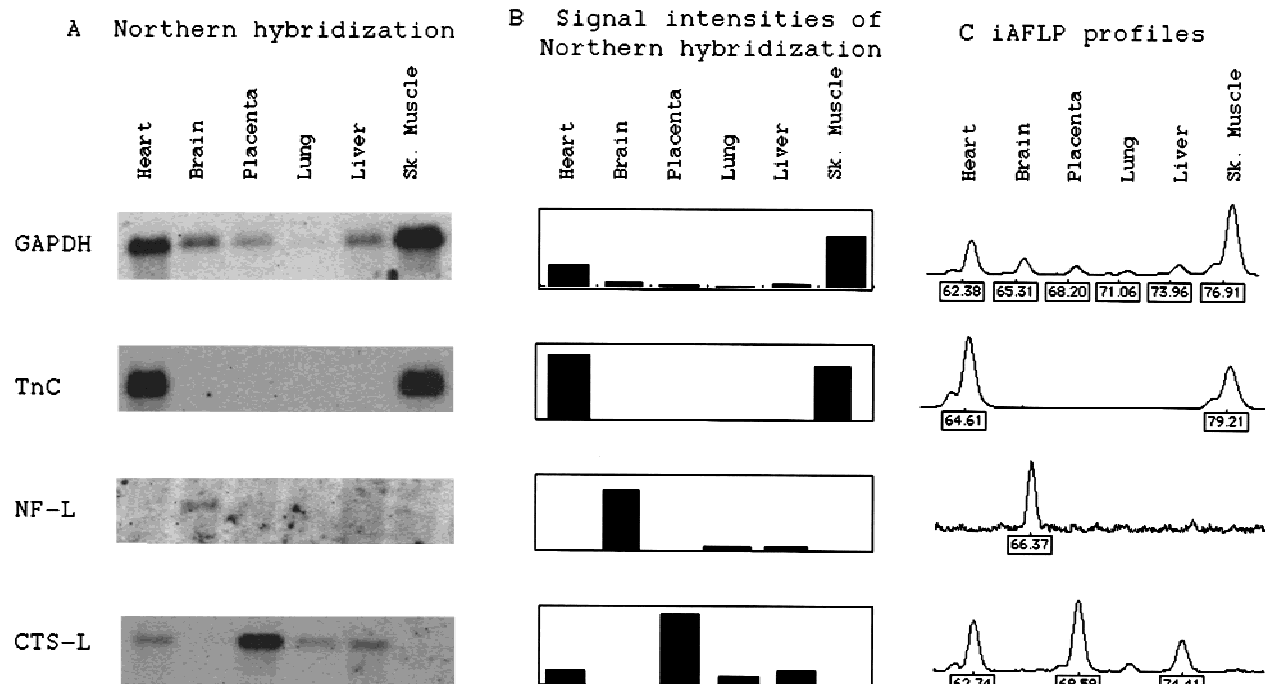 A Northern hybridization
B Signal intensities of
Northern hybridization
C iAFLP profiles
Heart Brain Placenta Lung Liver Sk. Muscle
Heart Brain Placenta Lung Liver Sk. Muscle
Heart Brain Placenta Lung Liver Sk. Muscle
GAPDH
62.38 65.31 68.20 71.06 73.96 76.91
TnC
64.61 79.21
NF-L
66.37
CTS-L